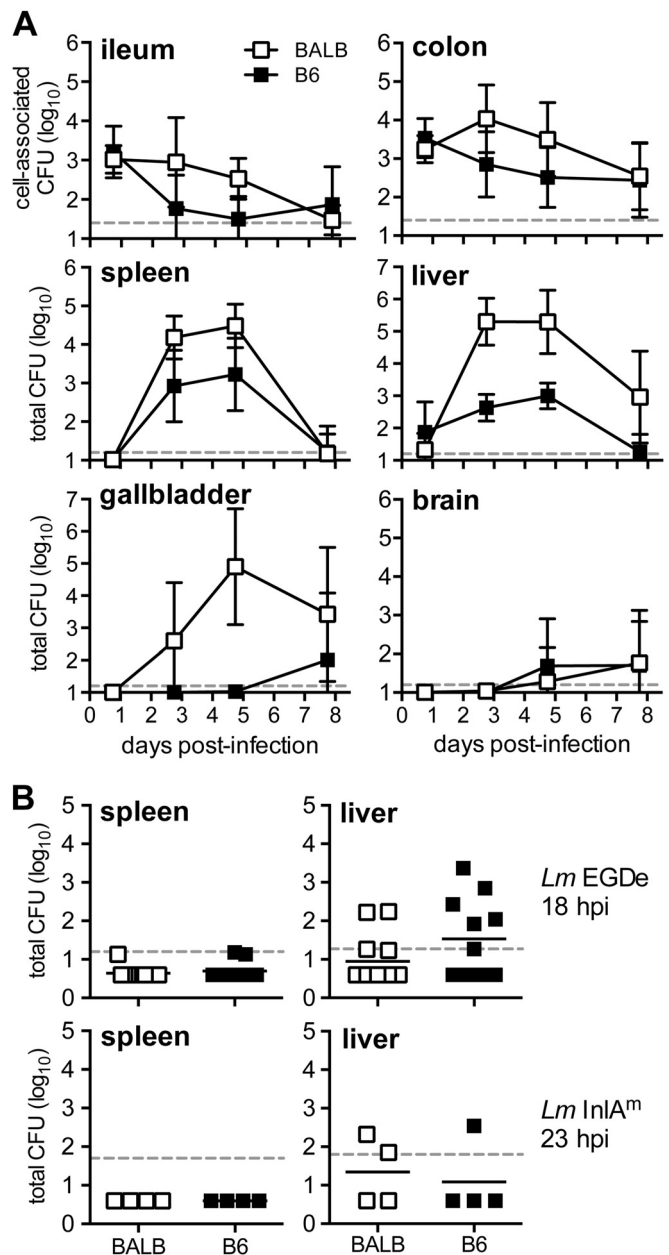 A
ileum
BALB
B6
colon
cell-associated
CFU (log10)
6
5
4
3
2
1
6
5
4
3
2
1
spleen
liver
total CFU (log10)
6
5
4
3
2
1
7
6
5
4
3
2
1
gallbladder
brain
total CFU (log10)
7
6
5
4
3
2
1
6
5
4
3
2
1
0 1 2 3 4 5 6 7 8
0 1 2 3 4 5 6 7 8
days post-infection
days post-infection
B
spleen
liver
total CFU (log10)
5
4
3
2
1
0
5
4
3
2
1
0
Lm EGDe
18 hpi
spleen
liver
total CFU (log10)
5
4
3
2
1
0
5
4
3
2
1
0
Lm InlAm
23 hpi
BALB B6
BALB B6